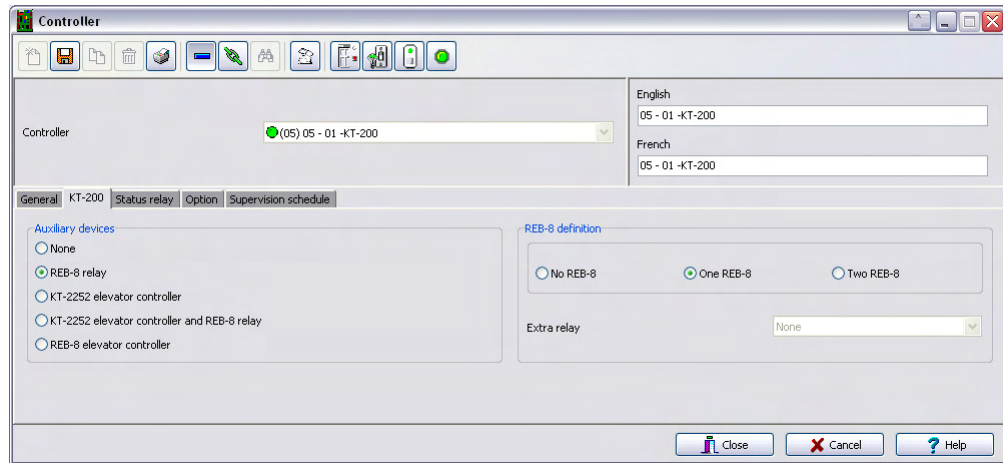 Controller
English
05 - 01 -KT-200
Controller
(05) 05 - 01 -KT-200
French
05 - 01 -KT-200
General KT-200 Status relay Option Supervision schedule
Auxiliary devices
None
REB-8 relay
KT-2252 elevator controller
KT-2252 elevator controller and REB-8 relay
REB-8 elevator controller
REB-8 definition
No REB-8 One REB-8 Two REB-8
Extra relay None
Close Cancel Help